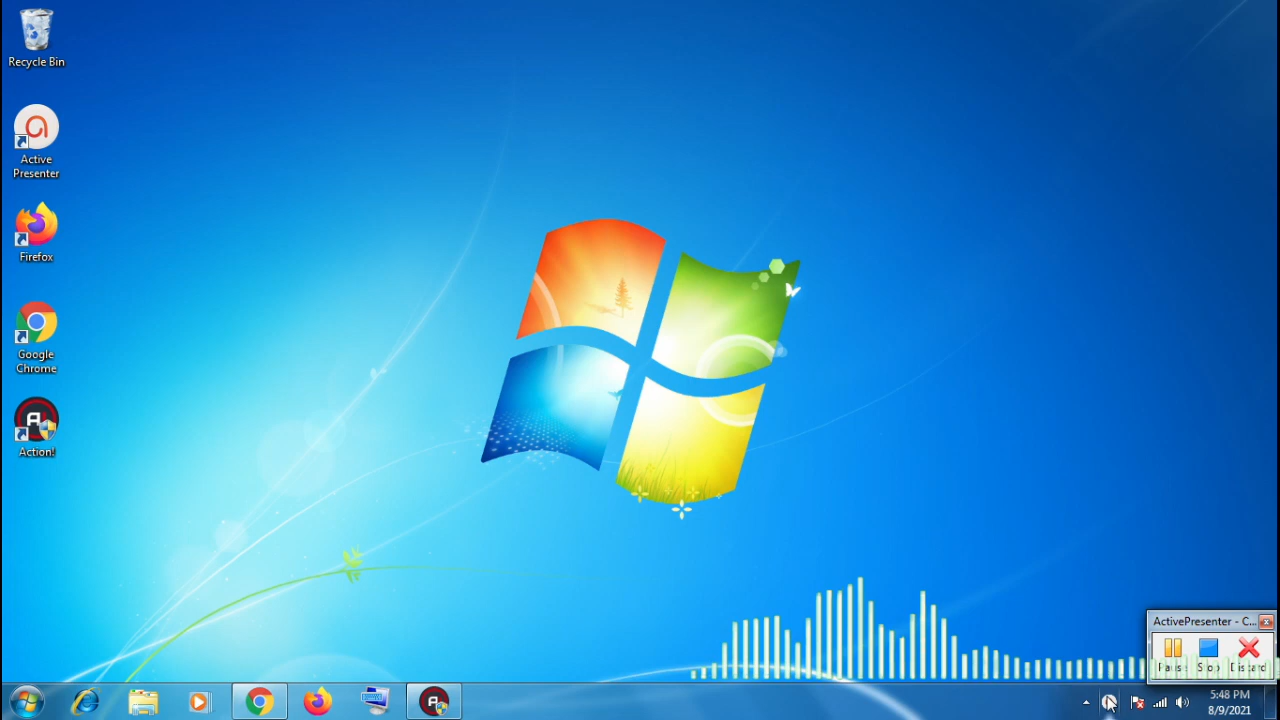 Recycle Bin
Active
Presenter
Firefox
Google
Chrome
Action!
ActivePresenter - C...
Pause Stop Discard
5:48 PM
8/9/2021